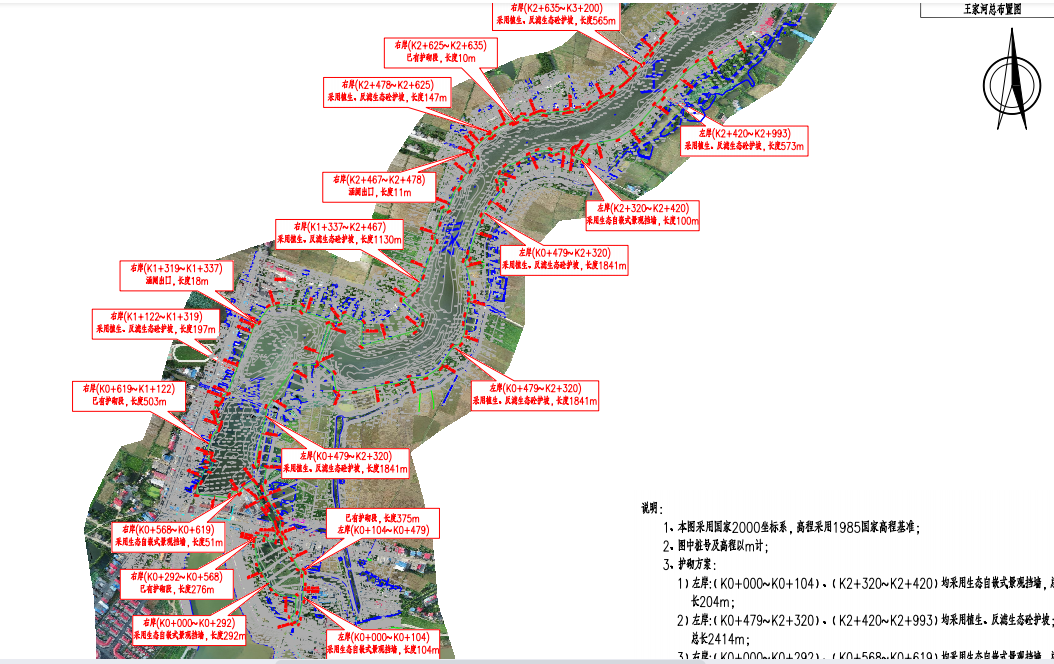 王家河总布置图
右岸(K2+635~K3+200)
采用植生、反滤生态砼护坡，长度565m
右岸(K2+625~K2+635)
已有护砌段，长度10m
右岸(K2+478~K2+625)
采用植生、反滤生态砼护坡，长度147m
左岸(K2+420~K2+993)
采用植生、反滤生态砼护坡，长度573m
右岸(K2+467~K2+478)
涵闸出口，长度11m
左岸(K2+320~K2+420)
采用生态自嵌式景观挡墙，长度100m
右岸(K1+337~K2+467)
采用植生、反滤生态砼护坡，长度1130m
左岸(K0+479~K2+320)
采用植生、反滤生态砼护坡，长度1841m
右岸(K1+319~K1+337)
涵闸出口，长度18m
右岸(K1+122~K1+319)
采用植生、反滤生态砼护坡，长度197m
右岸(K0+619~K1+122)
已有护砌段，长度503m
左岸(K0+479~K2+320)
采用植生、反滤生态砼护坡，长度1841m
左岸(K0+479~K2+320)
采用植生、反滤生态砼护坡，长度1841m
右岸(K0+568~K0+619)
采用生态自嵌式景观挡墙，长度51m
已有护砌段，长度375m
左岸(K0+104~K0+479)
右岸(K0+292~K0+568)
已有护砌段，长度276m
右岸(K0+000~K0+292)
采用生态自嵌式景观挡墙，长度292m
左岸(K0+000~K0+104)
采用生态自嵌式景观挡墙，长度104m
说明：
1、本图采用国家2000坐标系，高程采用1985国家高程基准；
2、图中桩号及高程以m计；
3、护砌方案：
1)左岸:(K0+000~K0+104)、(K2+320~K2+420)均采用生态自嵌式景观挡墙，总
长204m；
2)左岸:(K0+479~K2+320)、(K2+420~K2+993)均采用植生、反滤生态砼护坡；
总长2414m；
3)右岸:(K0+000~K0+292)、(K0+568~K0+619)均采用生态自嵌式景观挡墙，